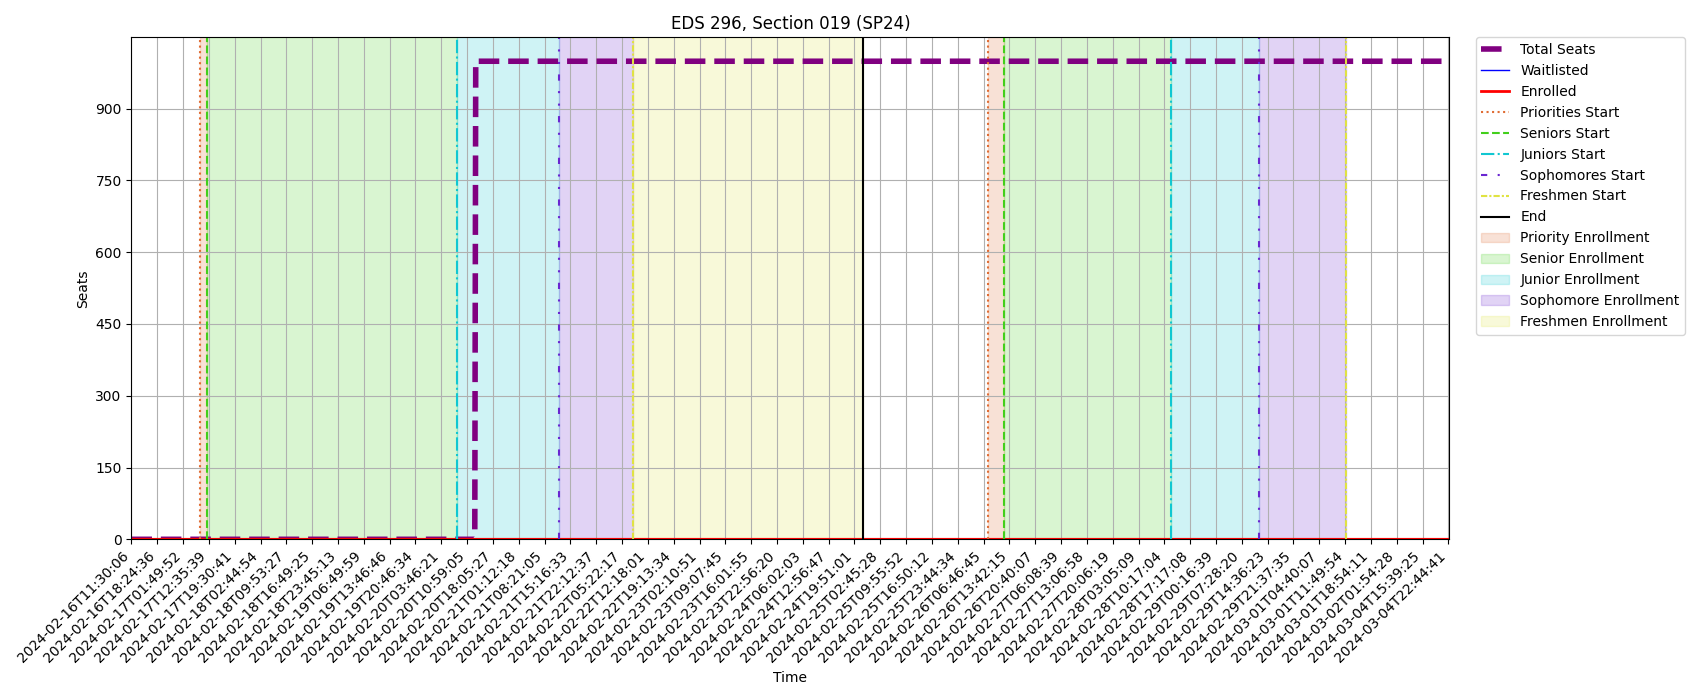 EDS 296, Section 019 (SP24)
Total Seats
Waitlisted
Enrolled
Priorities Start
Seniors Start
Juniors Start
Sophomores Start
Freshmen Start
End
Priority Enrollment
Senior Enrollment
Junior Enrollment
Sophomore Enrollment
Freshmen Enrollment
Seats
900
750
600
450
300
150
0
2024-02-16T11:30:06
2024-02-16T18:24:36
2024-02-17T01:49:52
2024-02-17T12:35:39
2024-02-17T19:30:41
2024-02-18T02:44:54
2024-02-18T09:53:27
2024-02-18T16:49:25
2024-02-18T23:45:13
2024-02-19T06:49:59
2024-02-19T13:46:46
2024-02-19T20:46:34
2024-02-20T03:46:21
2024-02-20T10:59:05
2024-02-20T18:05:27
2024-02-21T01:12:18
2024-02-21T08:21:05
2024-02-21T15:16:33
2024-02-21T22:12:37
2024-02-22T05:22:17
2024-02-22T12:18:01
2024-02-22T19:13:34
2024-02-23T02:10:51
2024-02-23T09:07:45
2024-02-23T16:01:55
2024-02-23T22:56:20
2024-02-24T06:02:03
2024-02-24T12:56:47
2024-02-24T19:51:01
2024-02-25T02:45:28
2024-02-25T09:55:52
2024-02-25T16:50:12
2024-02-25T23:44:34
2024-02-26T06:46:45
2024-02-26T13:42:15
2024-02-26T20:40:07
2024-02-27T06:08:39
2024-02-27T13:06:58
2024-02-27T20:06:19
2024-02-28T03:05:09
2024-02-28T10:17:04
2024-02-28T17:17:08
2024-02-29T00:16:39
2024-02-29T07:28:20
2024-02-29T14:36:23
2024-02-29T21:37:35
2024-03-01T04:40:07
2024-03-01T11:49:54
2024-03-01T18:54:11
2024-03-02T01:54:28
2024-03-04T15:39:25
2024-03-04T22:44:41
Time